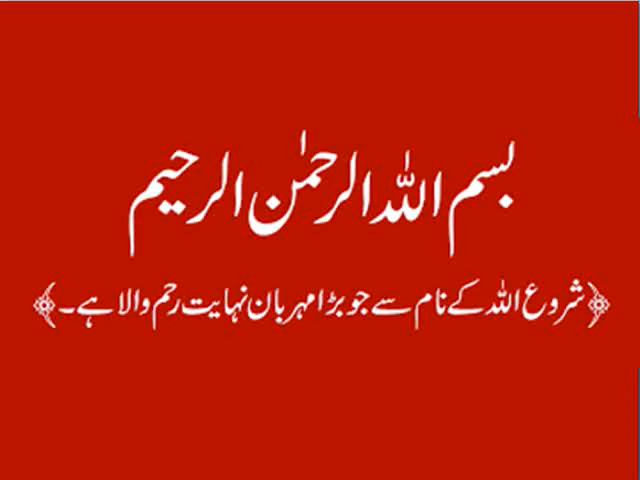 بسم اللہ الرحمٰن الرحیم
﴿شروع اللہ کے نام سے جو بڑا مہربان نہایت رحم والا ہے۔﴾